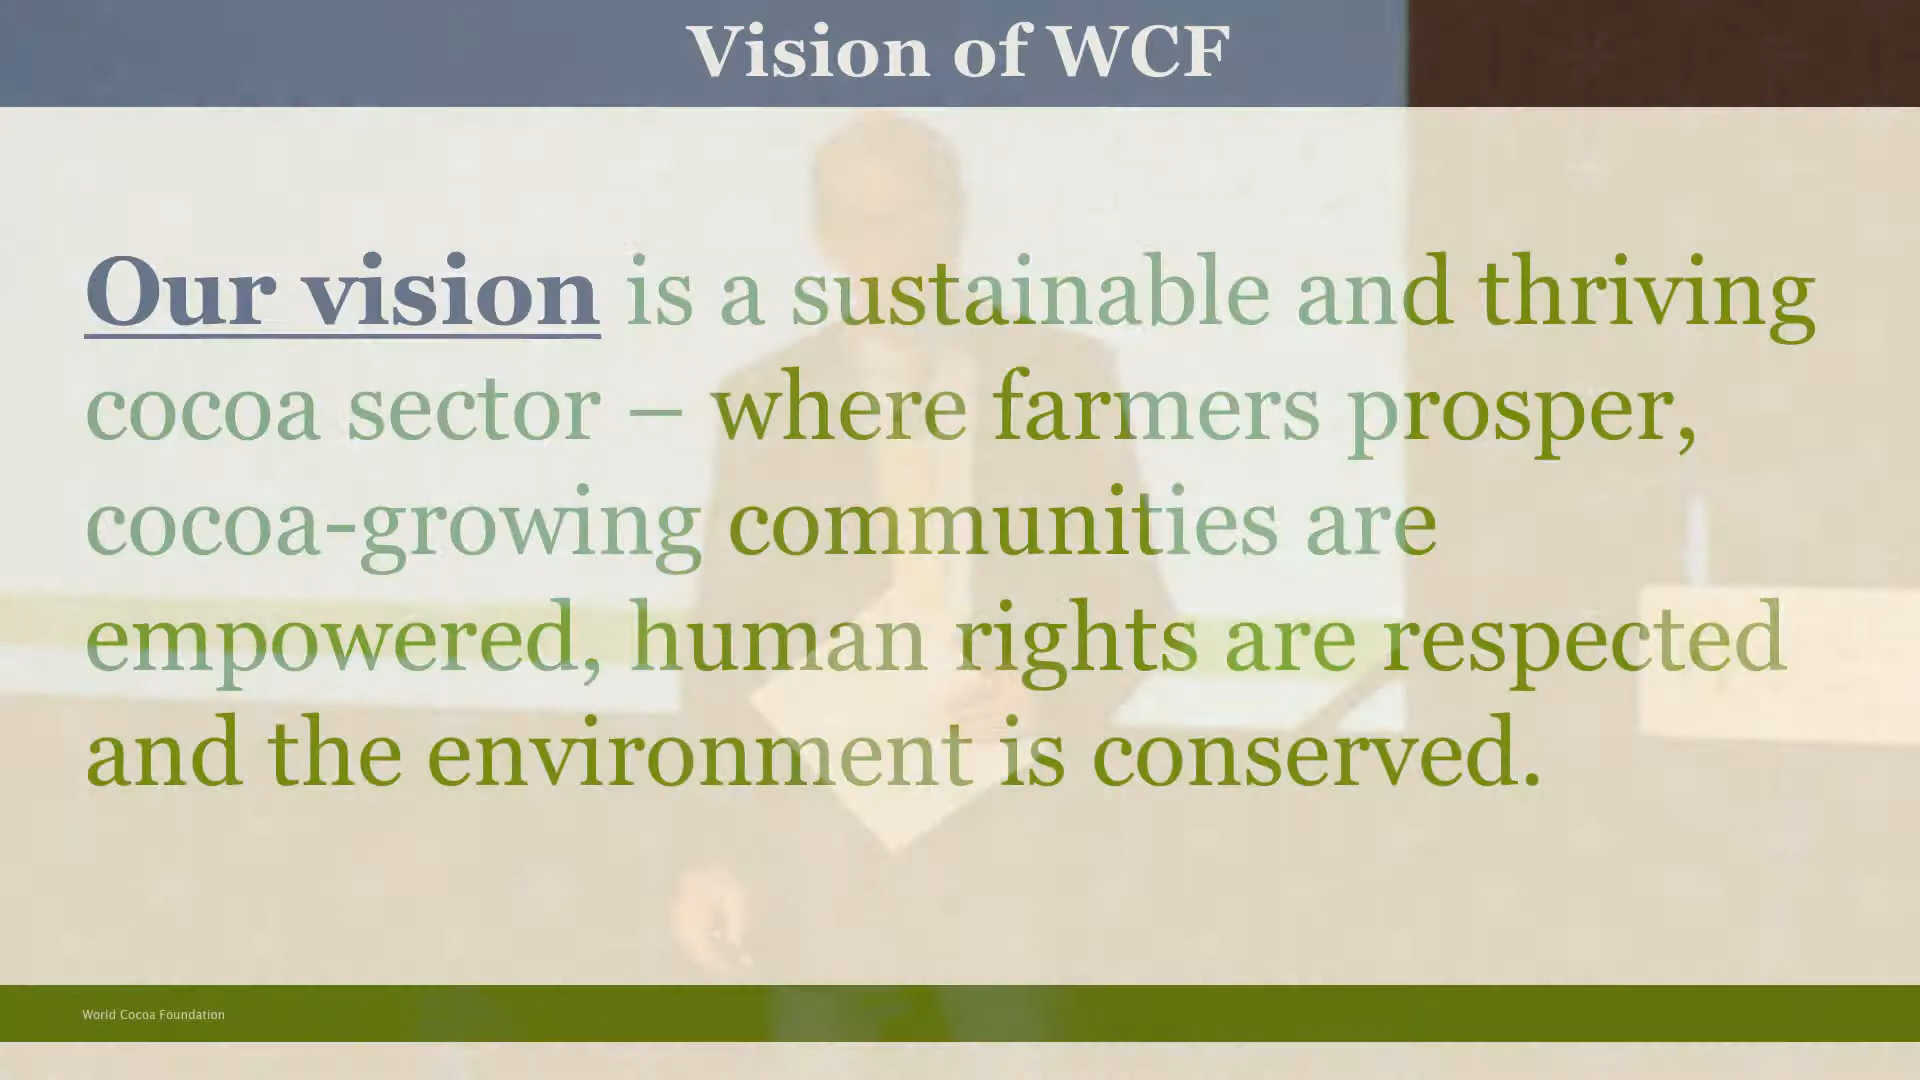 Vision of WCF
Our vision is a sustainable and thriving
cocoa sector – where farmers prosper,
cocoa-growing communities are
empowered, human rights are respected
and the environment is conserved.
World Cocoa Foundation